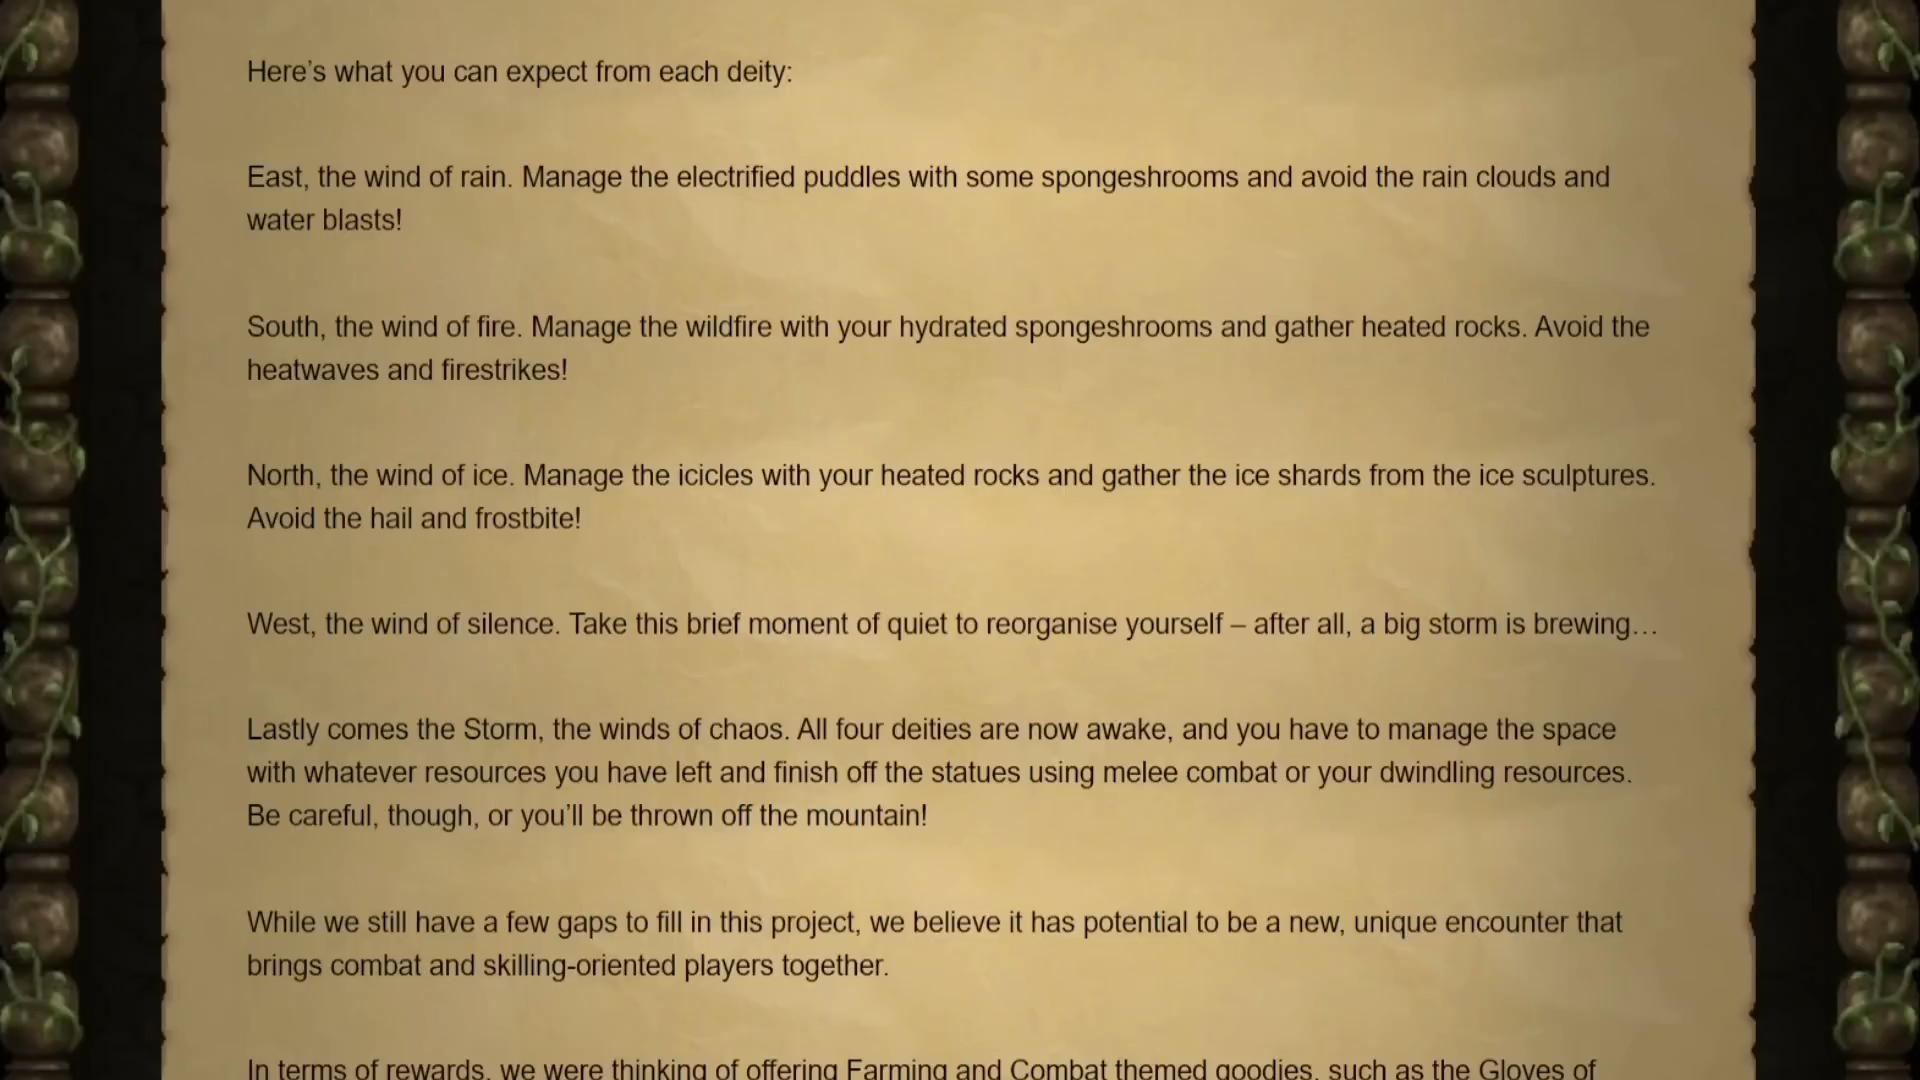 Here’s what you can expect from each deity:
East, the wind of rain. Manage the electrified puddles with some spongeshrooms and avoid the rain clouds and
water blasts!
South, the wind of fire. Manage the wildfire with your hydrated spongeshrooms and gather heated rocks. Avoid the
heatwaves and firestrikes!
North, the wind of ice. Manage the icicles with your heated rocks and gather the ice shards from the ice sculptures.
Avoid the hail and frostbite!
West, the wind of silence. Take this brief moment of quiet to reorganise yourself – after all, a big storm is brewing…
Lastly comes the Storm, the winds of chaos. All four deities are now awake, and you have to manage the space
with whatever resources you have left and finish off the statues using melee combat or your dwindling resources.
Be careful, though, or you’ll be thrown off the mountain!
While we still have a few gaps to fill in this project, we believe it has potential to be a new, unique encounter that
brings combat and skilling-oriented players together.
In terms of rewards, we were thinking of offering Farming and Combat themed goodies, such as the Gloves of